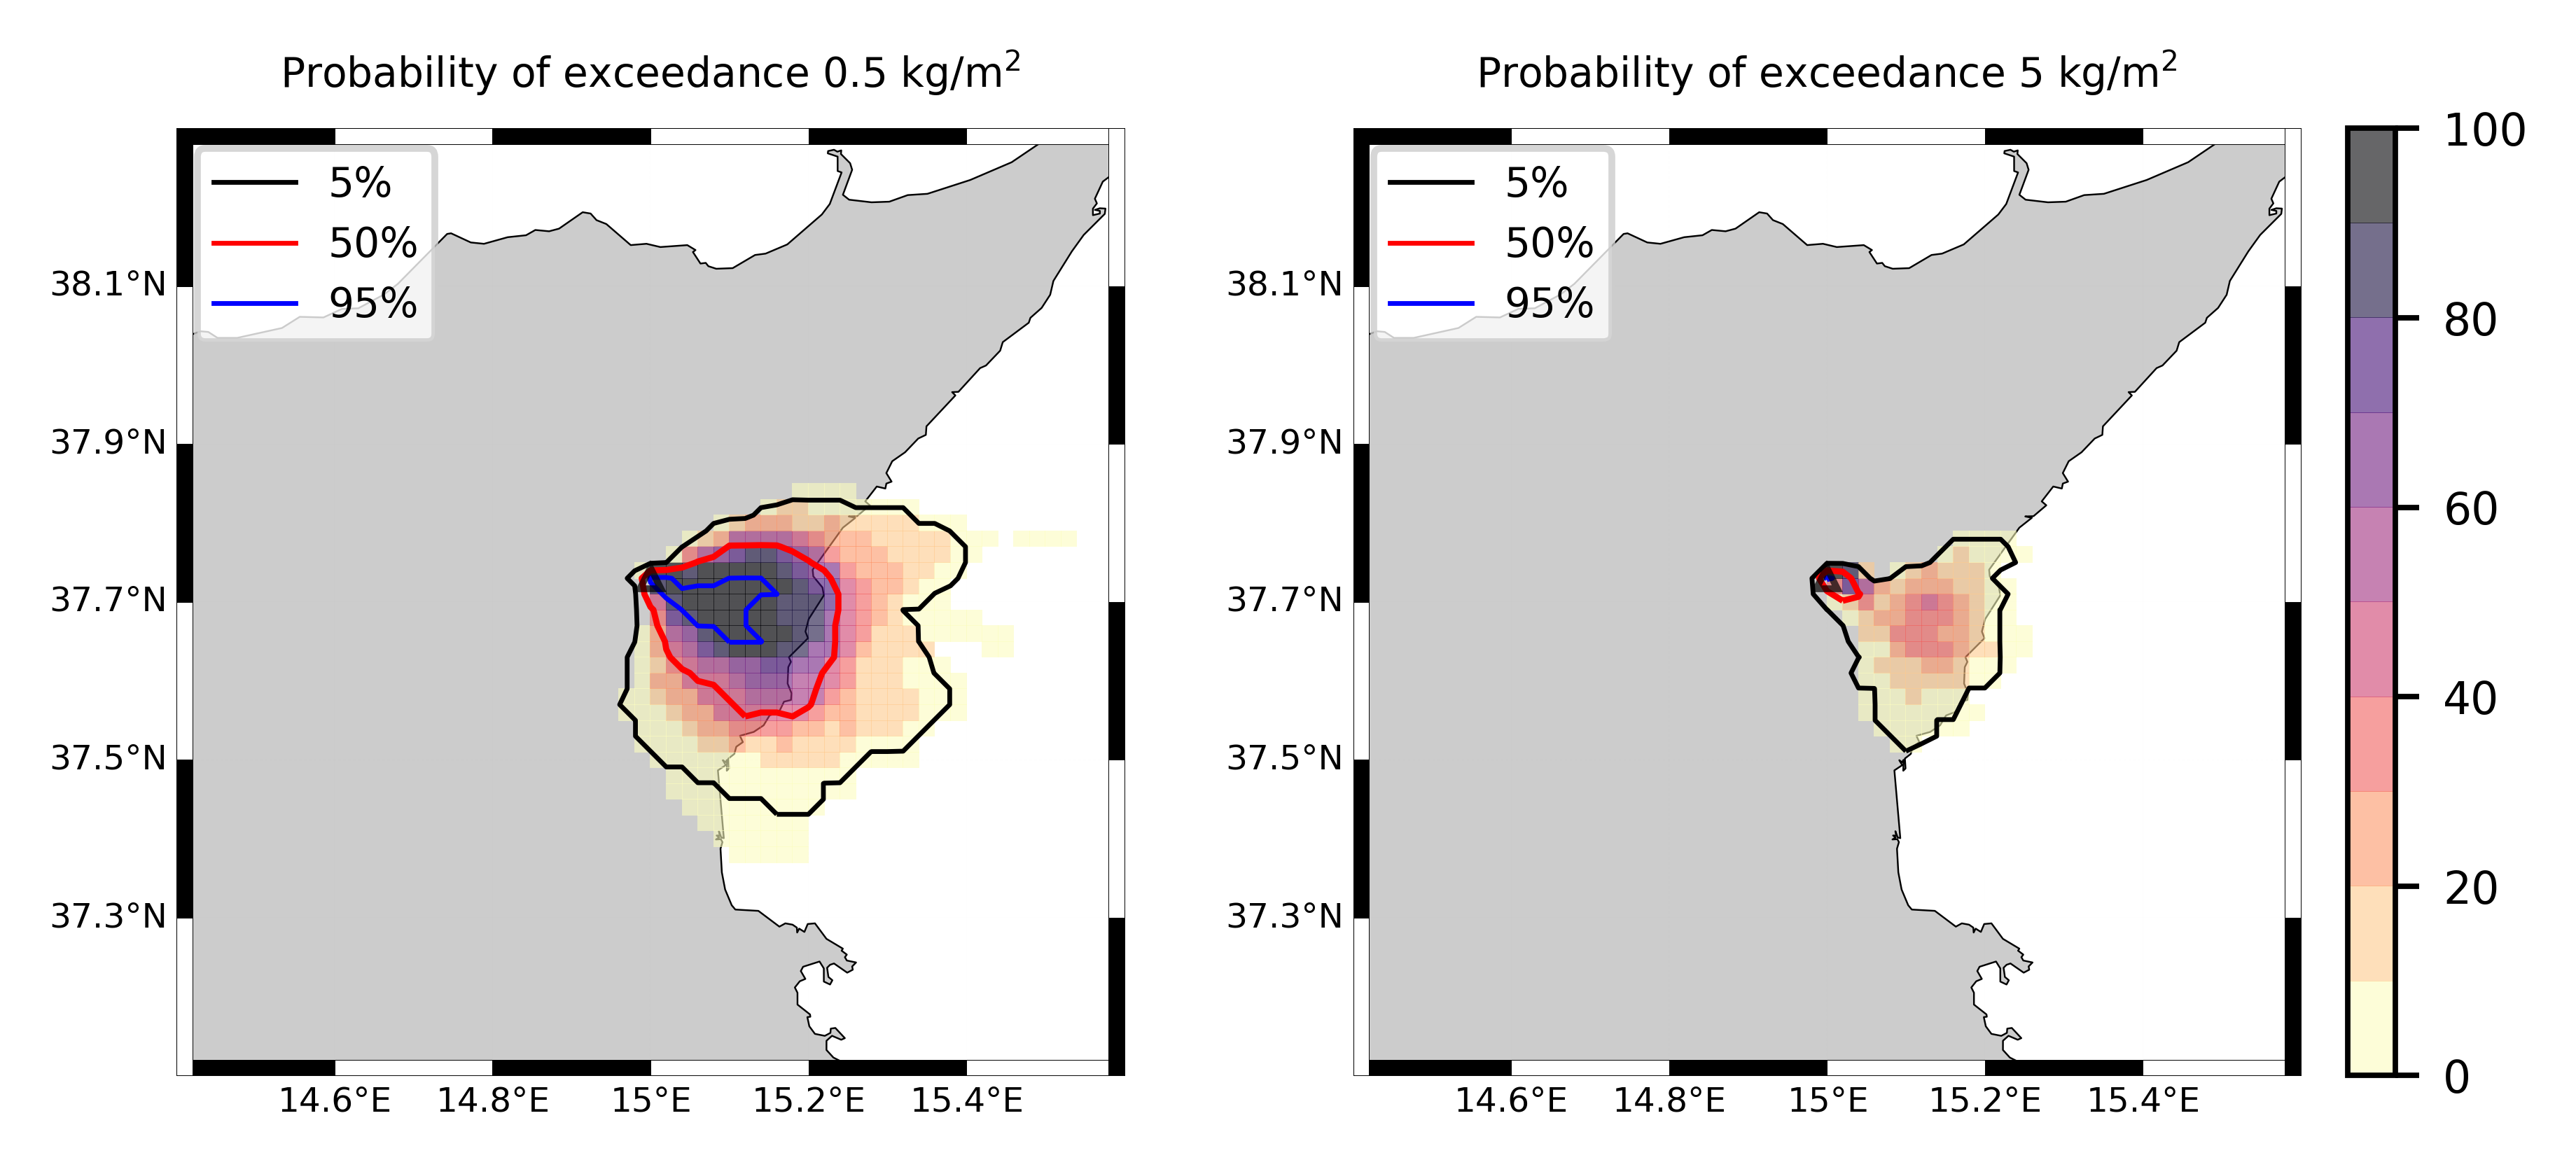 Probability of exceedance 0.5 kg/m²
5%
50%
95%
38.1°N
37.9°N
37.7°N
37.5°N
37.3°N
14.6°E 14.8°E 15°E 15.2°E 15.4°E
Probability of exceedance 5 kg/m²
5%
50%
95%
38.1°N
37.9°N
37.7°N
37.5°N
37.3°N
14.6°E 14.8°E 15°E 15.2°E 15.4°E
100
80
60
40
20
0